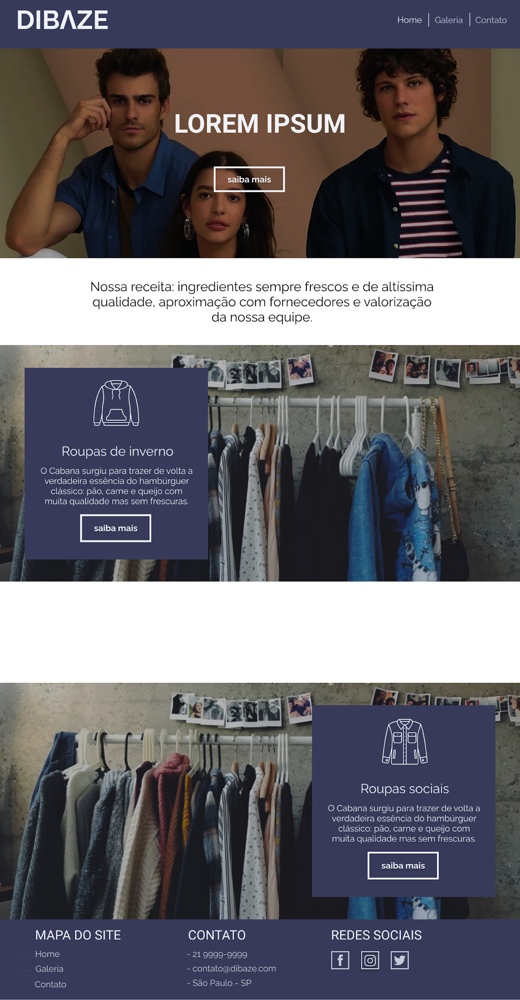 DIBAZE
Home
Galeria
Contato
LOREM IPSUM
saiba mais
Nossa receita: ingredientes sempre frescos e de altíssima
qualidade, aproximação com fornecedores e valorização
da nossa equipe.
Roupas de inverno
O Cabana surgiu para trazer de volta a
verdadeira essência do hambúrguer
clássico: pão, carne e queijo com
muita qualidade mas sem frescuras.
saiba mais
Roupas sociais
O Cabana surgiu para trazer de volta a
verdadeira essência do hambúrguer
clássico: pão, carne e queijo com
muita qualidade mas sem frescuras.
saiba mais
MAPA DO SITE
Home
Galeria
Contato
CONTATO
- 21 9999-9999
- contato@dibaze.com
- São Paulo - SP
REDES SOCIAIS